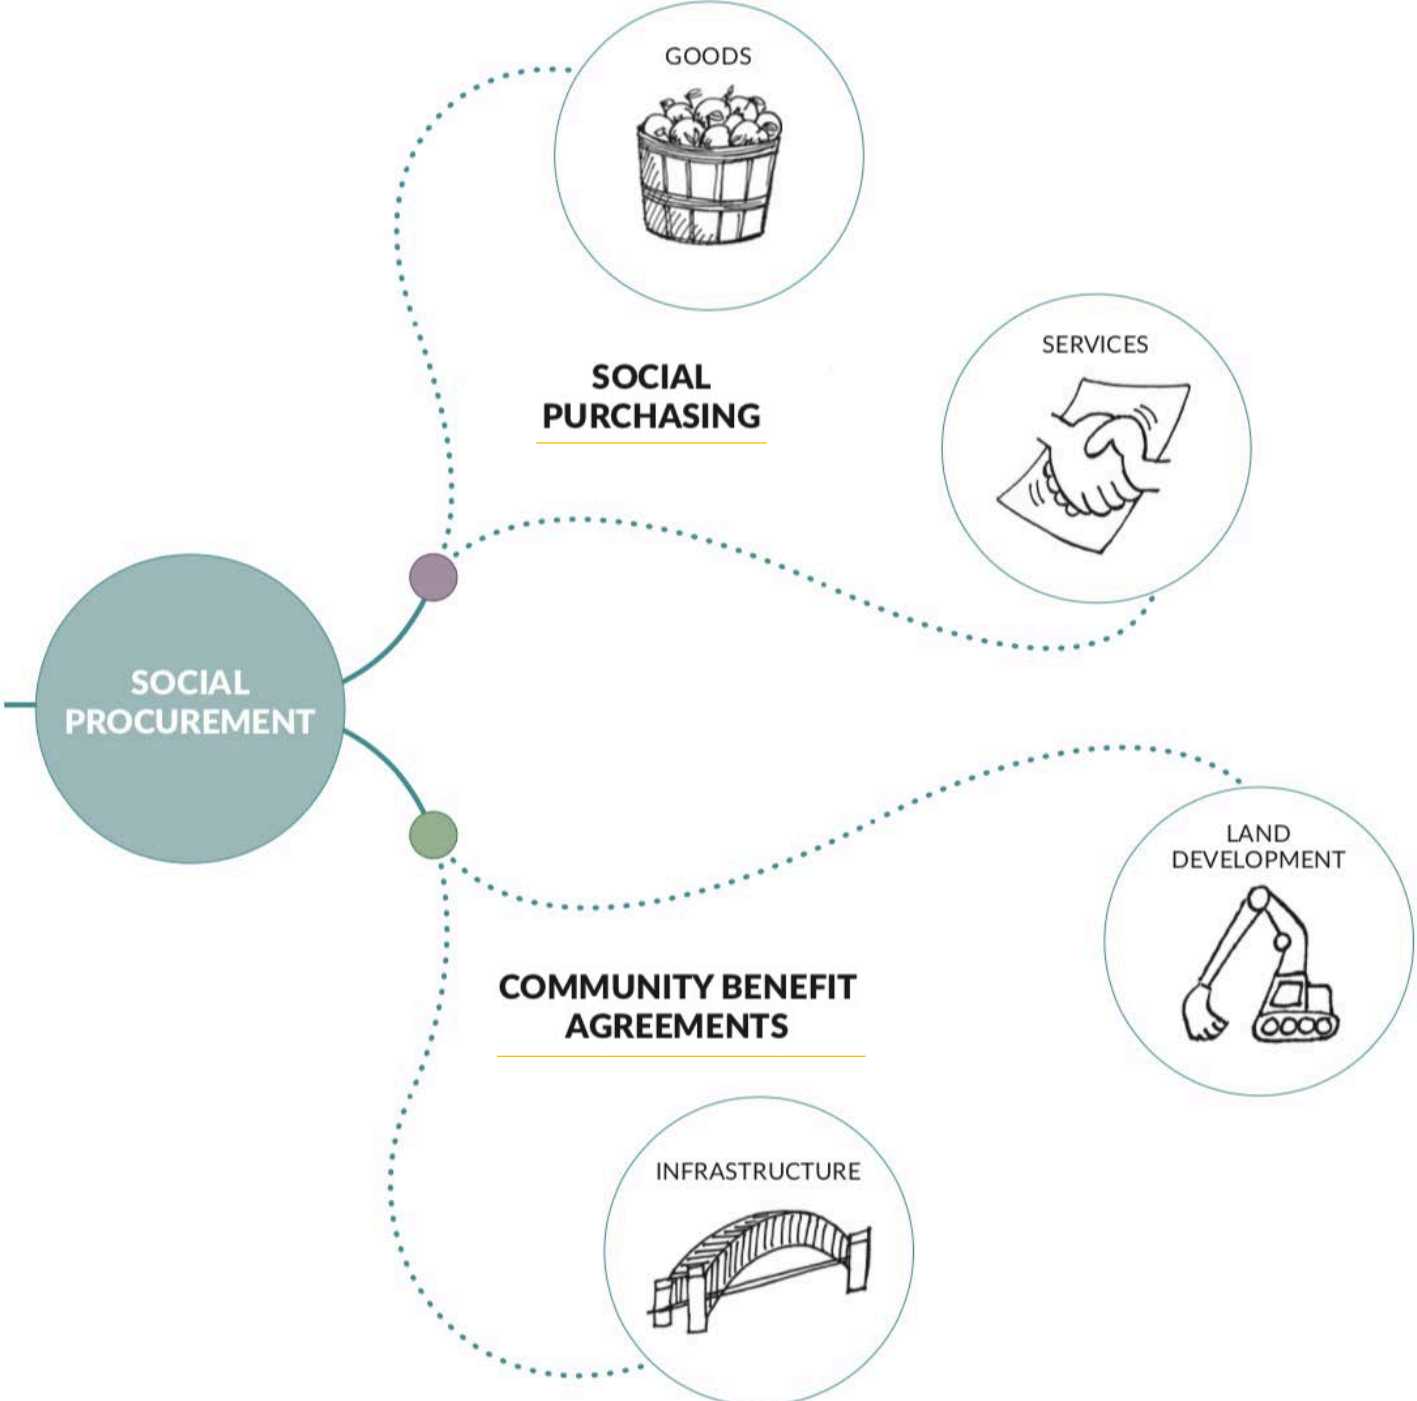 GOODS
SOCIAL
PURCHASING
SERVICES
SOCIAL
PROCUREMENT
LAND
DEVELOPMENT
COMMUNITY BENEFIT
AGREEMENTS
INFRASTRUCTURE